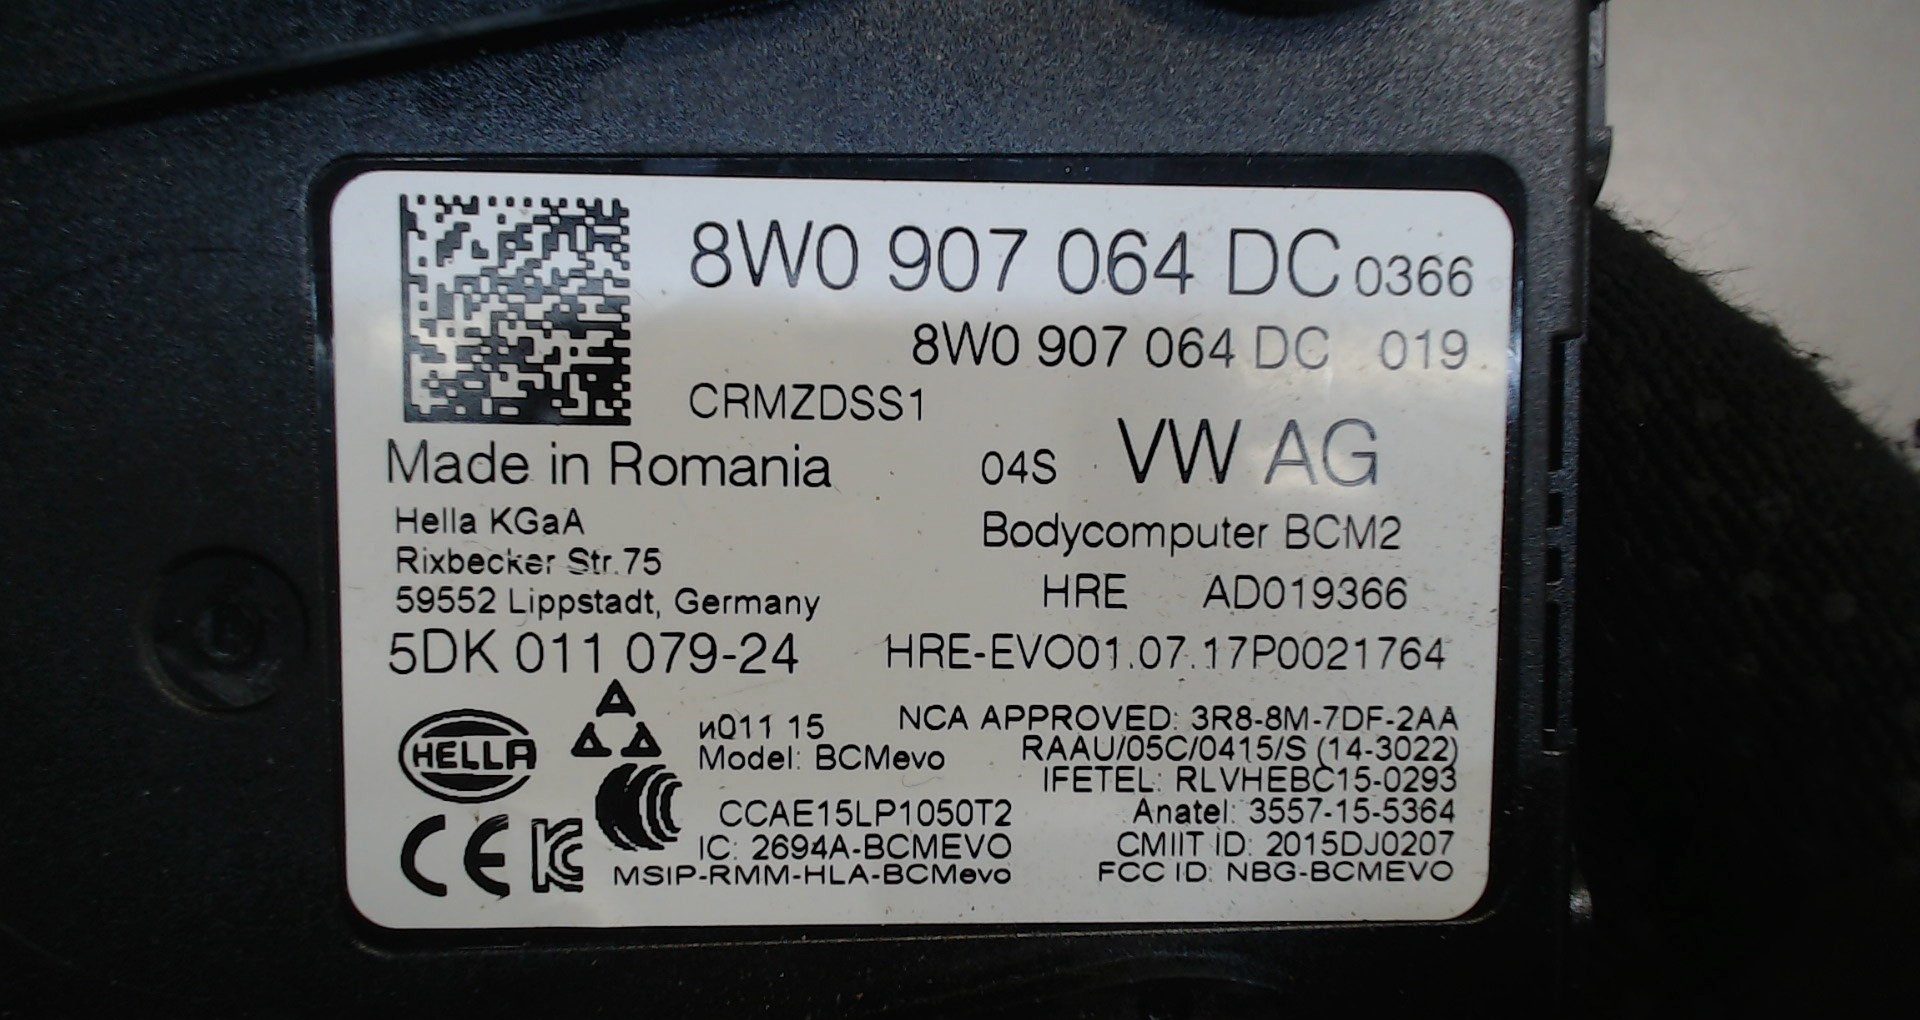 8W0 907 064 DC 0366
8W0 907 064 DC 019
CRMZDSS1
Made in Romania 04S VW AG
Hella KGaA
Bodycomputer BCM2
Rixbecker Str.75
59552 Lippstadt, Germany
HRE AD019366
5DK 011 079-24 HRE-EVO01.07.17P0021764
HELLA
и011 15
Model: BCMevo
CCAE15LP1050T2
IC: 2694A-BCMEVO
MSIP-RMM-HLA-BCMevo
NCA APPROVED: 3R8-8M-7DF-2AA
RAAU/05C/0415/S (14-3022)
IFETEL: RLVHEBC15-0293
Anatel: 3557-15-5364
CMIIT ID: 2015DJ0207
FCC ID: NBG-BCMEVO
CE